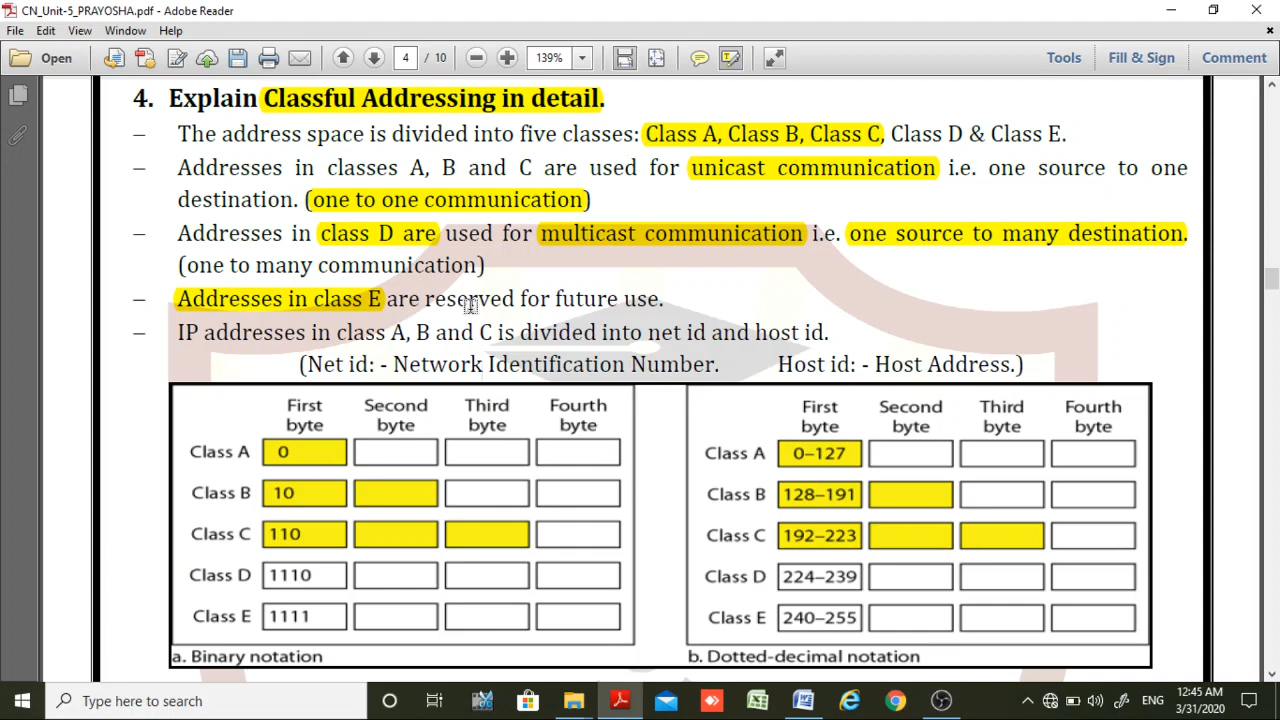 CN_Unit-5_PRAYOSHA.pdf - Adobe Reader
File Edit View Window Help
Open 4 / 10 139% Tools Fill & Sign Comment
4. Explain Classful Addressing in detail.
– The address space is divided into five classes: Class A, Class B, Class C, Class D & Class E.
– Addresses in classes A, B and C are used for unicast communication i.e. one source to one
destination. (one to one communication)
– Addresses in class D are used for multicast communication i.e. one source to many destination.
(one to many communication)
– Addresses in class E are reserved for future use.
– IP addresses in class A, B and C is divided into net id and host id.
(Net id: - Network Identification Number. Host id: - Host Address.)
First byte Second byte Third byte Fourth byte
Class A 0
Class B 10
Class C 110
Class D 1110
Class E 1111
a. Binary notation
First byte Second byte Third byte Fourth byte
Class A 0–127
Class B 128–191
Class C 192–223
Class D 224–239
Class E 240–255
b. Dotted-decimal notation
Type here to search
ENG
12:45 AM
3/31/2020